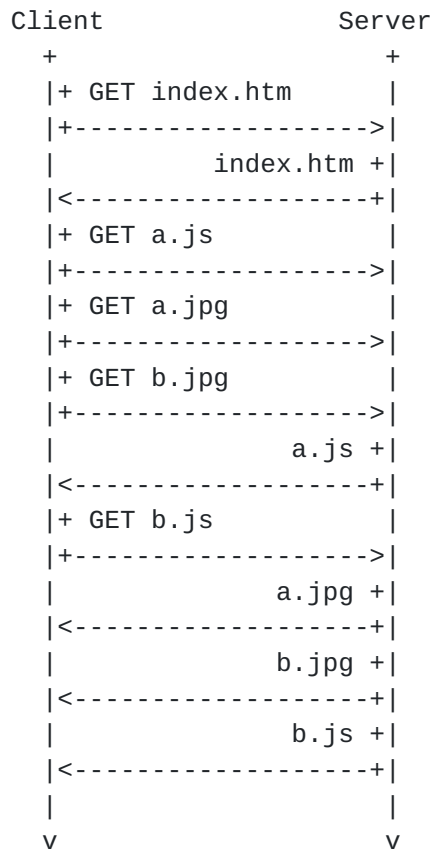 Client                Server
  +                     +
  |+ GET index.htm      |
  |+------------------->|
  |          index.htm +|
  |<-------------------+|
  |+ GET a.js           |
  |+------------------->|
  |+ GET a.jpg          |
  |+------------------->|
  |+ GET b.jpg          |
  |+------------------->|
  |               a.js +|
  |<-------------------+|
  |+ GET b.js           |
  |+------------------->|
  |              a.jpg +|
  |<-------------------+|
  |              b.jpg +|
  |<-------------------+|
  |               b.js +|
  |<-------------------+|
  |                     |
  v                     v